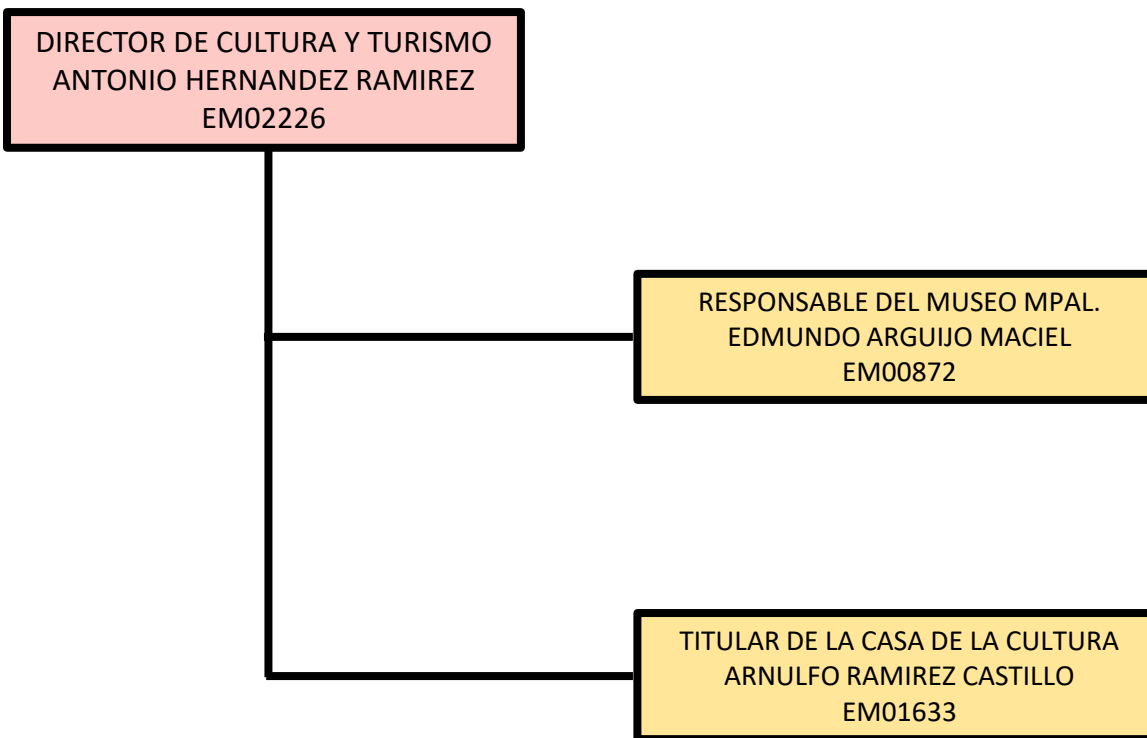 DIRECTOR DE CULTURA Y TURISMO
ANTONIO HERNANDEZ RAMIREZ
EM02226
RESPONSABLE DEL MUSEO MPAL.
EDMUNDO ARGUIJO MACIEL
EM00872
TITULAR DE LA CASA DE LA CULTURA
ARNULFO RAMIREZ CASTILLO
EM01633